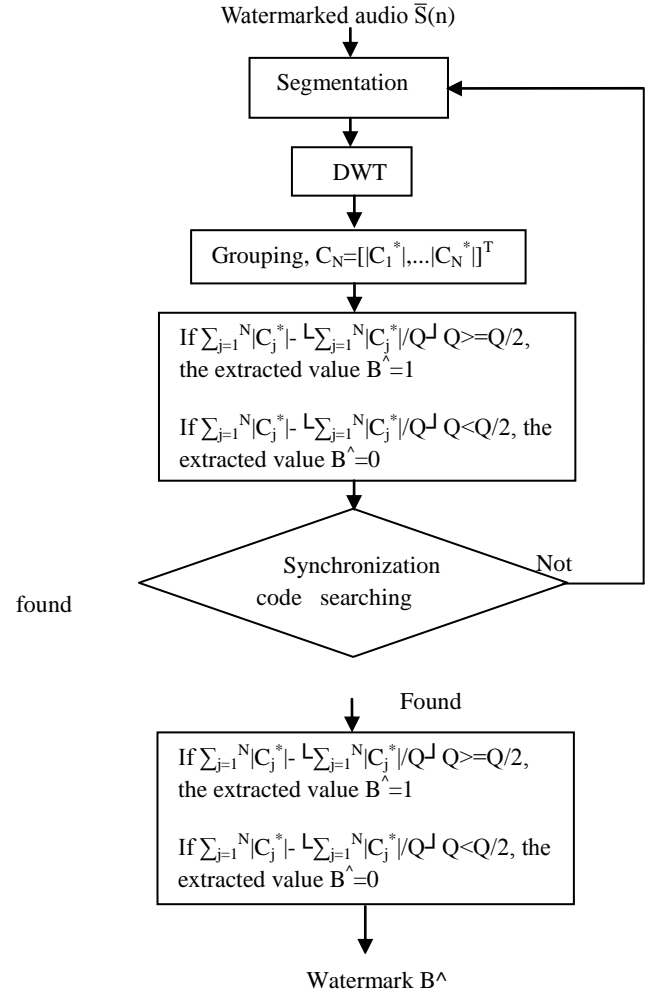 Watermarked audio S̅(n)
Segmentation
DWT
Grouping, C_N=[|C_1^*|,...|C_N^*|]^T
If ∑_{j=1}^N|C_j^*|- ┗∑_{j=1}^N|C_j^*|/Q┛ Q>=Q/2,
the extracted value B^=1
If ∑_{j=1}^N|C_j^*|- ┗∑_{j=1}^N|C_j^*|/Q┛ Q<Q/2, the
extracted value B^=0
Synchronization
code searching
Not
found
Found
If ∑_{j=1}^N|C_j^*|- ┗∑_{j=1}^N|C_j^*|/Q┛ Q>=Q/2,
the extracted value B^=1
If ∑_{j=1}^N|C_j^*|- ┗∑_{j=1}^N|C_j^*|/Q┛ Q<Q/2, the
extracted value B^=0
Watermark B^